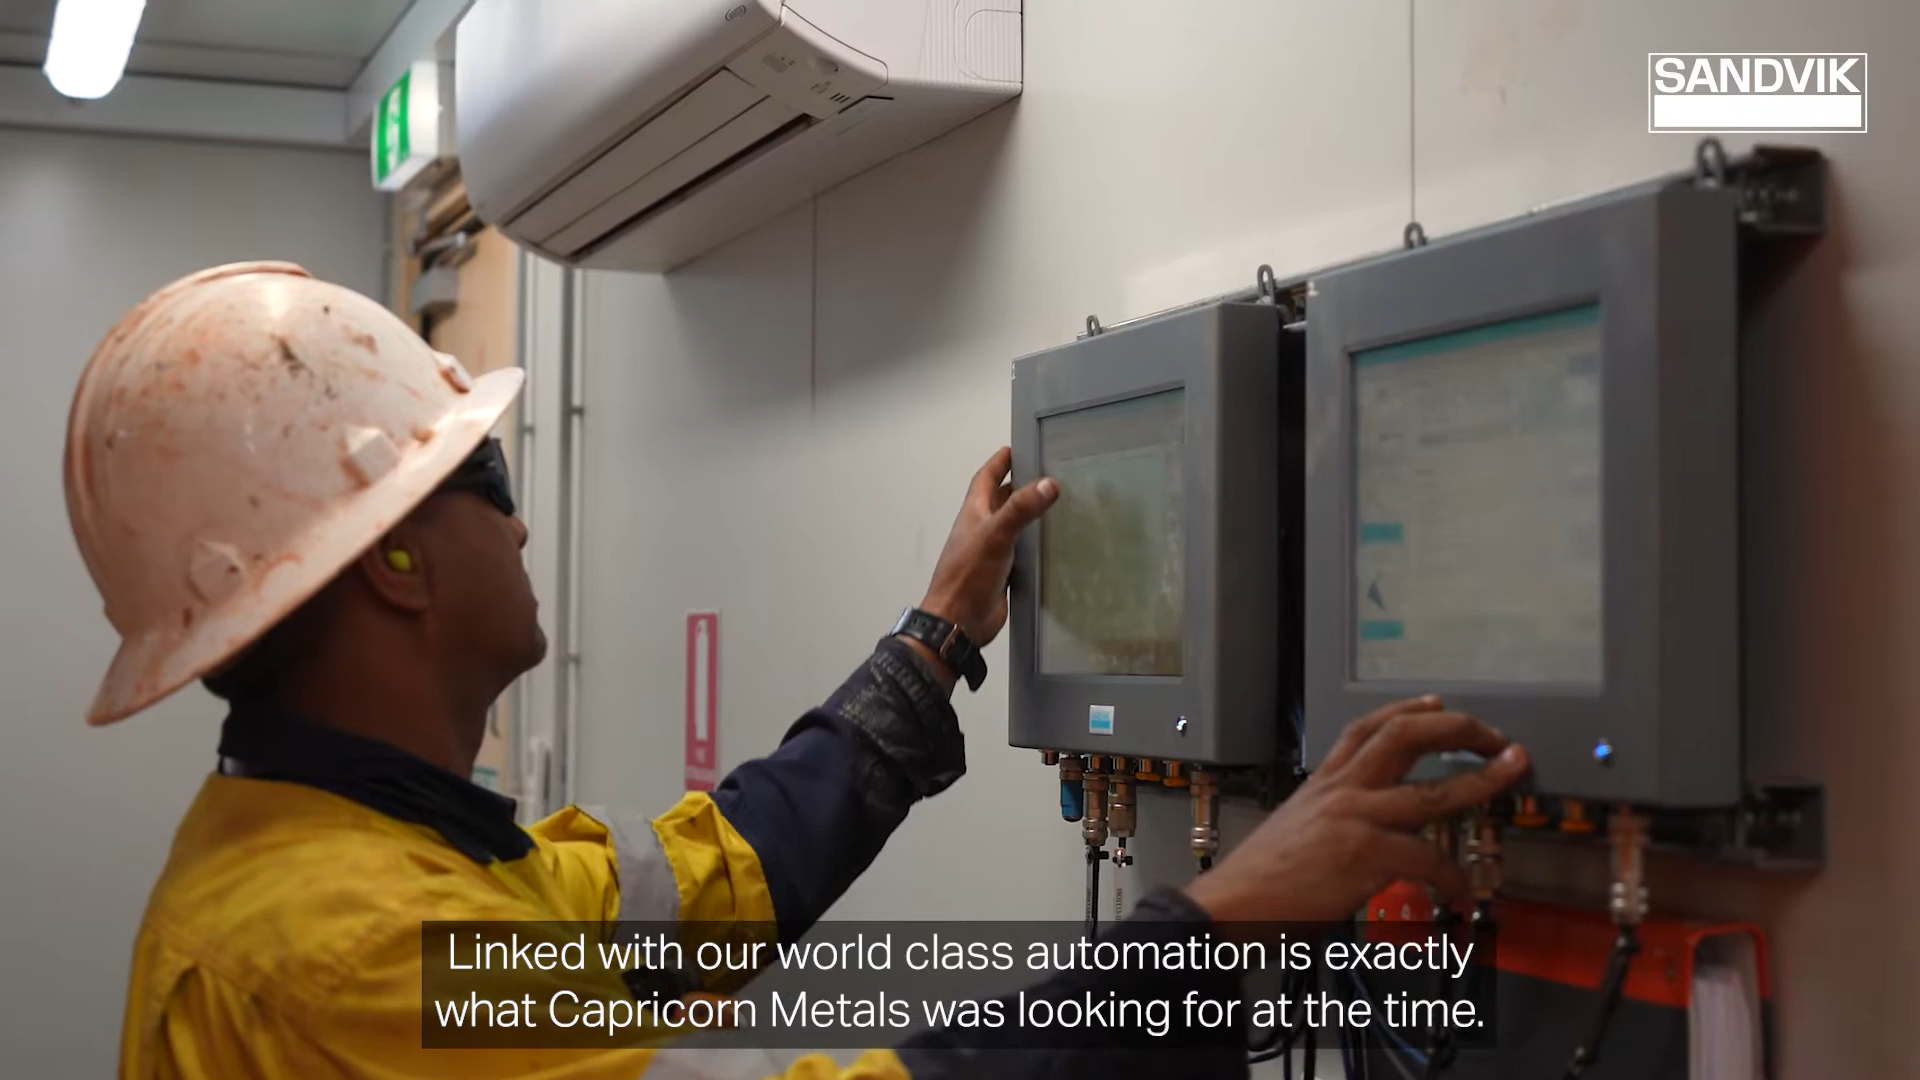 SANDVIK
Linked with our world class automation is exactly
what Capricorn Metals was looking for at the time.